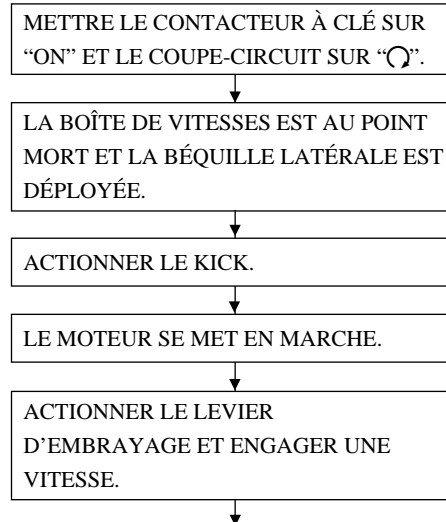 METTRE LE CONTACTEUR À CLÉ SUR
“ON” ET LE COUPE-CIRCUIT SUR “”.
LA BOÎTE DE VITESSES EST AU POINT
MORT ET LA BÉQUILLE LATÉRALE EST
DÉPLOYÉE.
ACTIONNER LE KICK.
LE MOTEUR SE MET EN MARCHE.
ACTIONNER LE LEVIER
D’EMBRAYAGE ET ENGAGER UNE
VITESSE.